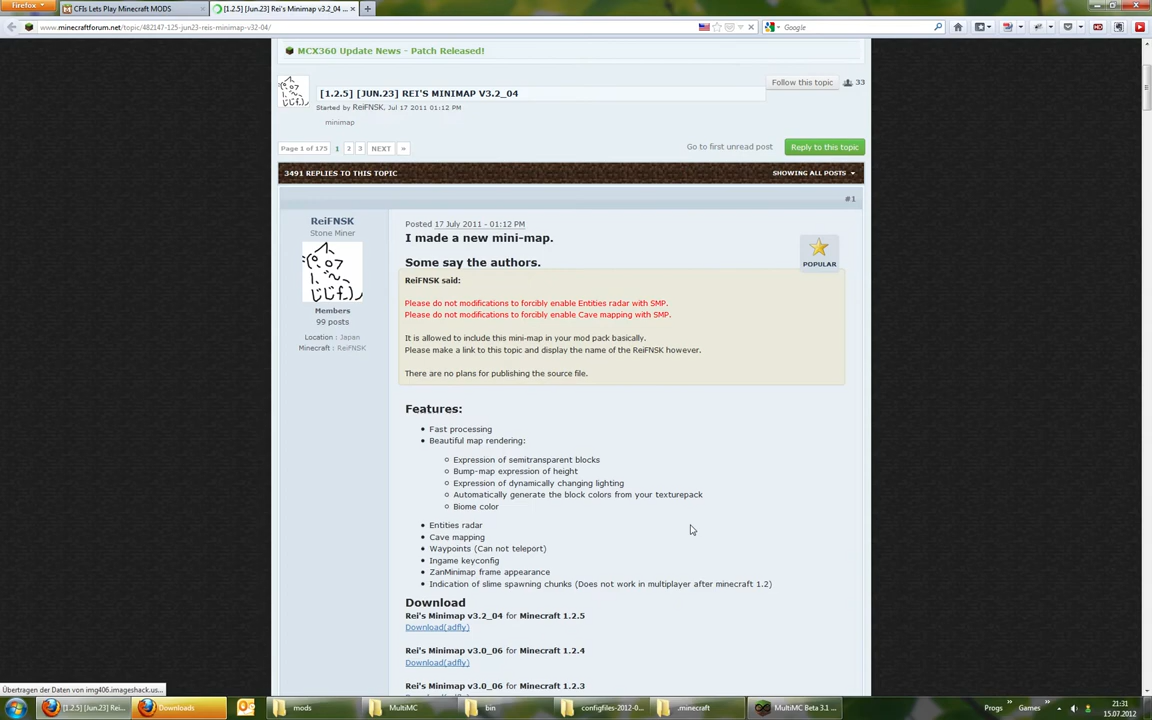 Firefox
CFIs Lets Play Minecraft MODS
[1.2.5] [Jun.23] Rei's Minimap v3.2_04 ...
www.minecraftforum.net/topic/482147-125-jun23-reis-minimap-v32-04/
Google
MCX360 Update News - Patch Released!
Follow this topic
33
[1.2.5] [JUN.23] REI'S MINIMAP V3.2_04
Started by ReiFNSK, Jul 17 2011 01:12 PM
minimap
Page 1 of 175 1 2 3 NEXT »
Go to first unread post
Reply to this topic
3491 REPLIES TO THIS TOPIC
SHOWING ALL POSTS
#1
ReiFNSK
Stone Miner
Members
99 posts
Location : Japan
Minecraft : ReiFNSK
Posted 17 July 2011 - 01:12 PM
I made a new mini-map.
POPULAR
Some say the authors.
ReiFNSK said:
Please do not modifications to forcibly enable Entities radar with SMP.
Please do not modifications to forcibly enable Cave mapping with SMP.
It is allowed to include this mini-map in your mod pack basically.
Please make a link to this topic and display the name of the ReiFNSK however.
There are no plans for publishing the source file.
Features:
Fast processing
Beautiful map rendering:
Expression of semitransparent blocks
Bump-map expression of height
Expression of dynamically changing lighting
Automatically generate the block colors from your texturepack
Biome color
Entities radar
Cave mapping
Waypoints (Can not teleport)
Ingame keyconfig
ZanMinimap frame appearance
Indication of slime spawning chunks (Does not work in multiplayer after minecraft 1.2)
Download
Rei's Minimap v3.2_04 for Minecraft 1.2.5
Download(adfly)
Rei's Minimap v3.0_06 for Minecraft 1.2.4
Download(adfly)
Rei's Minimap v3.0_06 for Minecraft 1.2.3
Übertragen der Daten von img406.imageshack.us...
[1.2.5] [Jun.23] Rei...
Downloads
mods
MultiMC
bin
configfiles-2012-0...
.minecraft
MultiMC Beta 3.1 ...
Progs
Games
21:31
15.07.2012